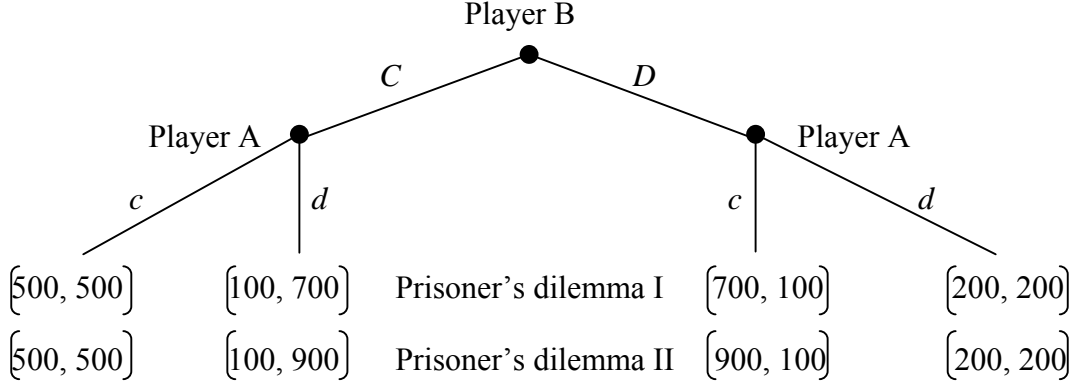 Player B
C D
Player A Player A
c d c d
[500, 500] [100, 700] Prisoner's dilemma I [700, 100] [200, 200]
[500, 500] [100, 900] Prisoner's dilemma II [900, 100] [200, 200]